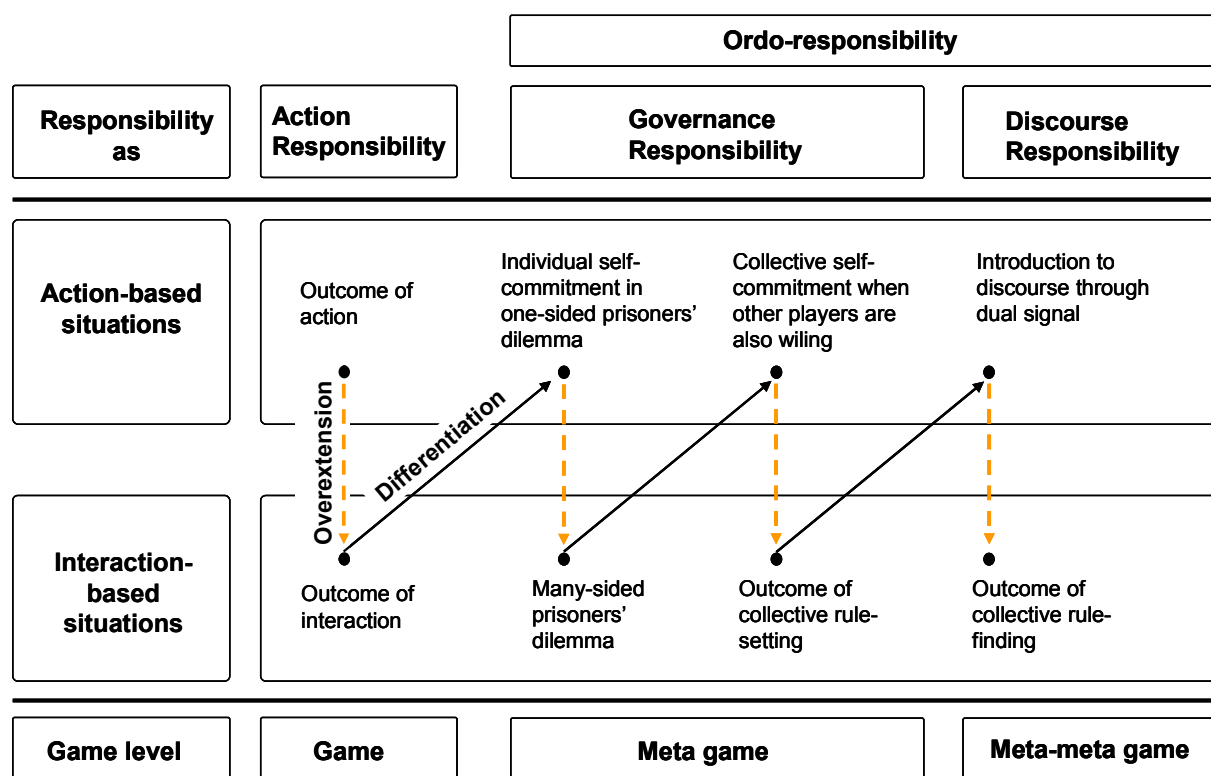 Ordo-responsibility
Responsibility
as
Action
Responsibility
Governance
Responsibility
Discourse
Responsibility
Action-based
situations
Outcome of
action
Individual self-
commitment in
one-sided prisoners’
dilemma
Collective self-
commitment when
other players are
also wiling
Introduction to
discourse through
dual signal
Overextension
Differentiation
Interaction-
based
situations
Outcome of
interaction
Many-sided
prisoners’
dilemma
Outcome of
collective rule-
setting
Outcome of
collective rule-
finding
Game level
Game
Meta game
Meta-meta game